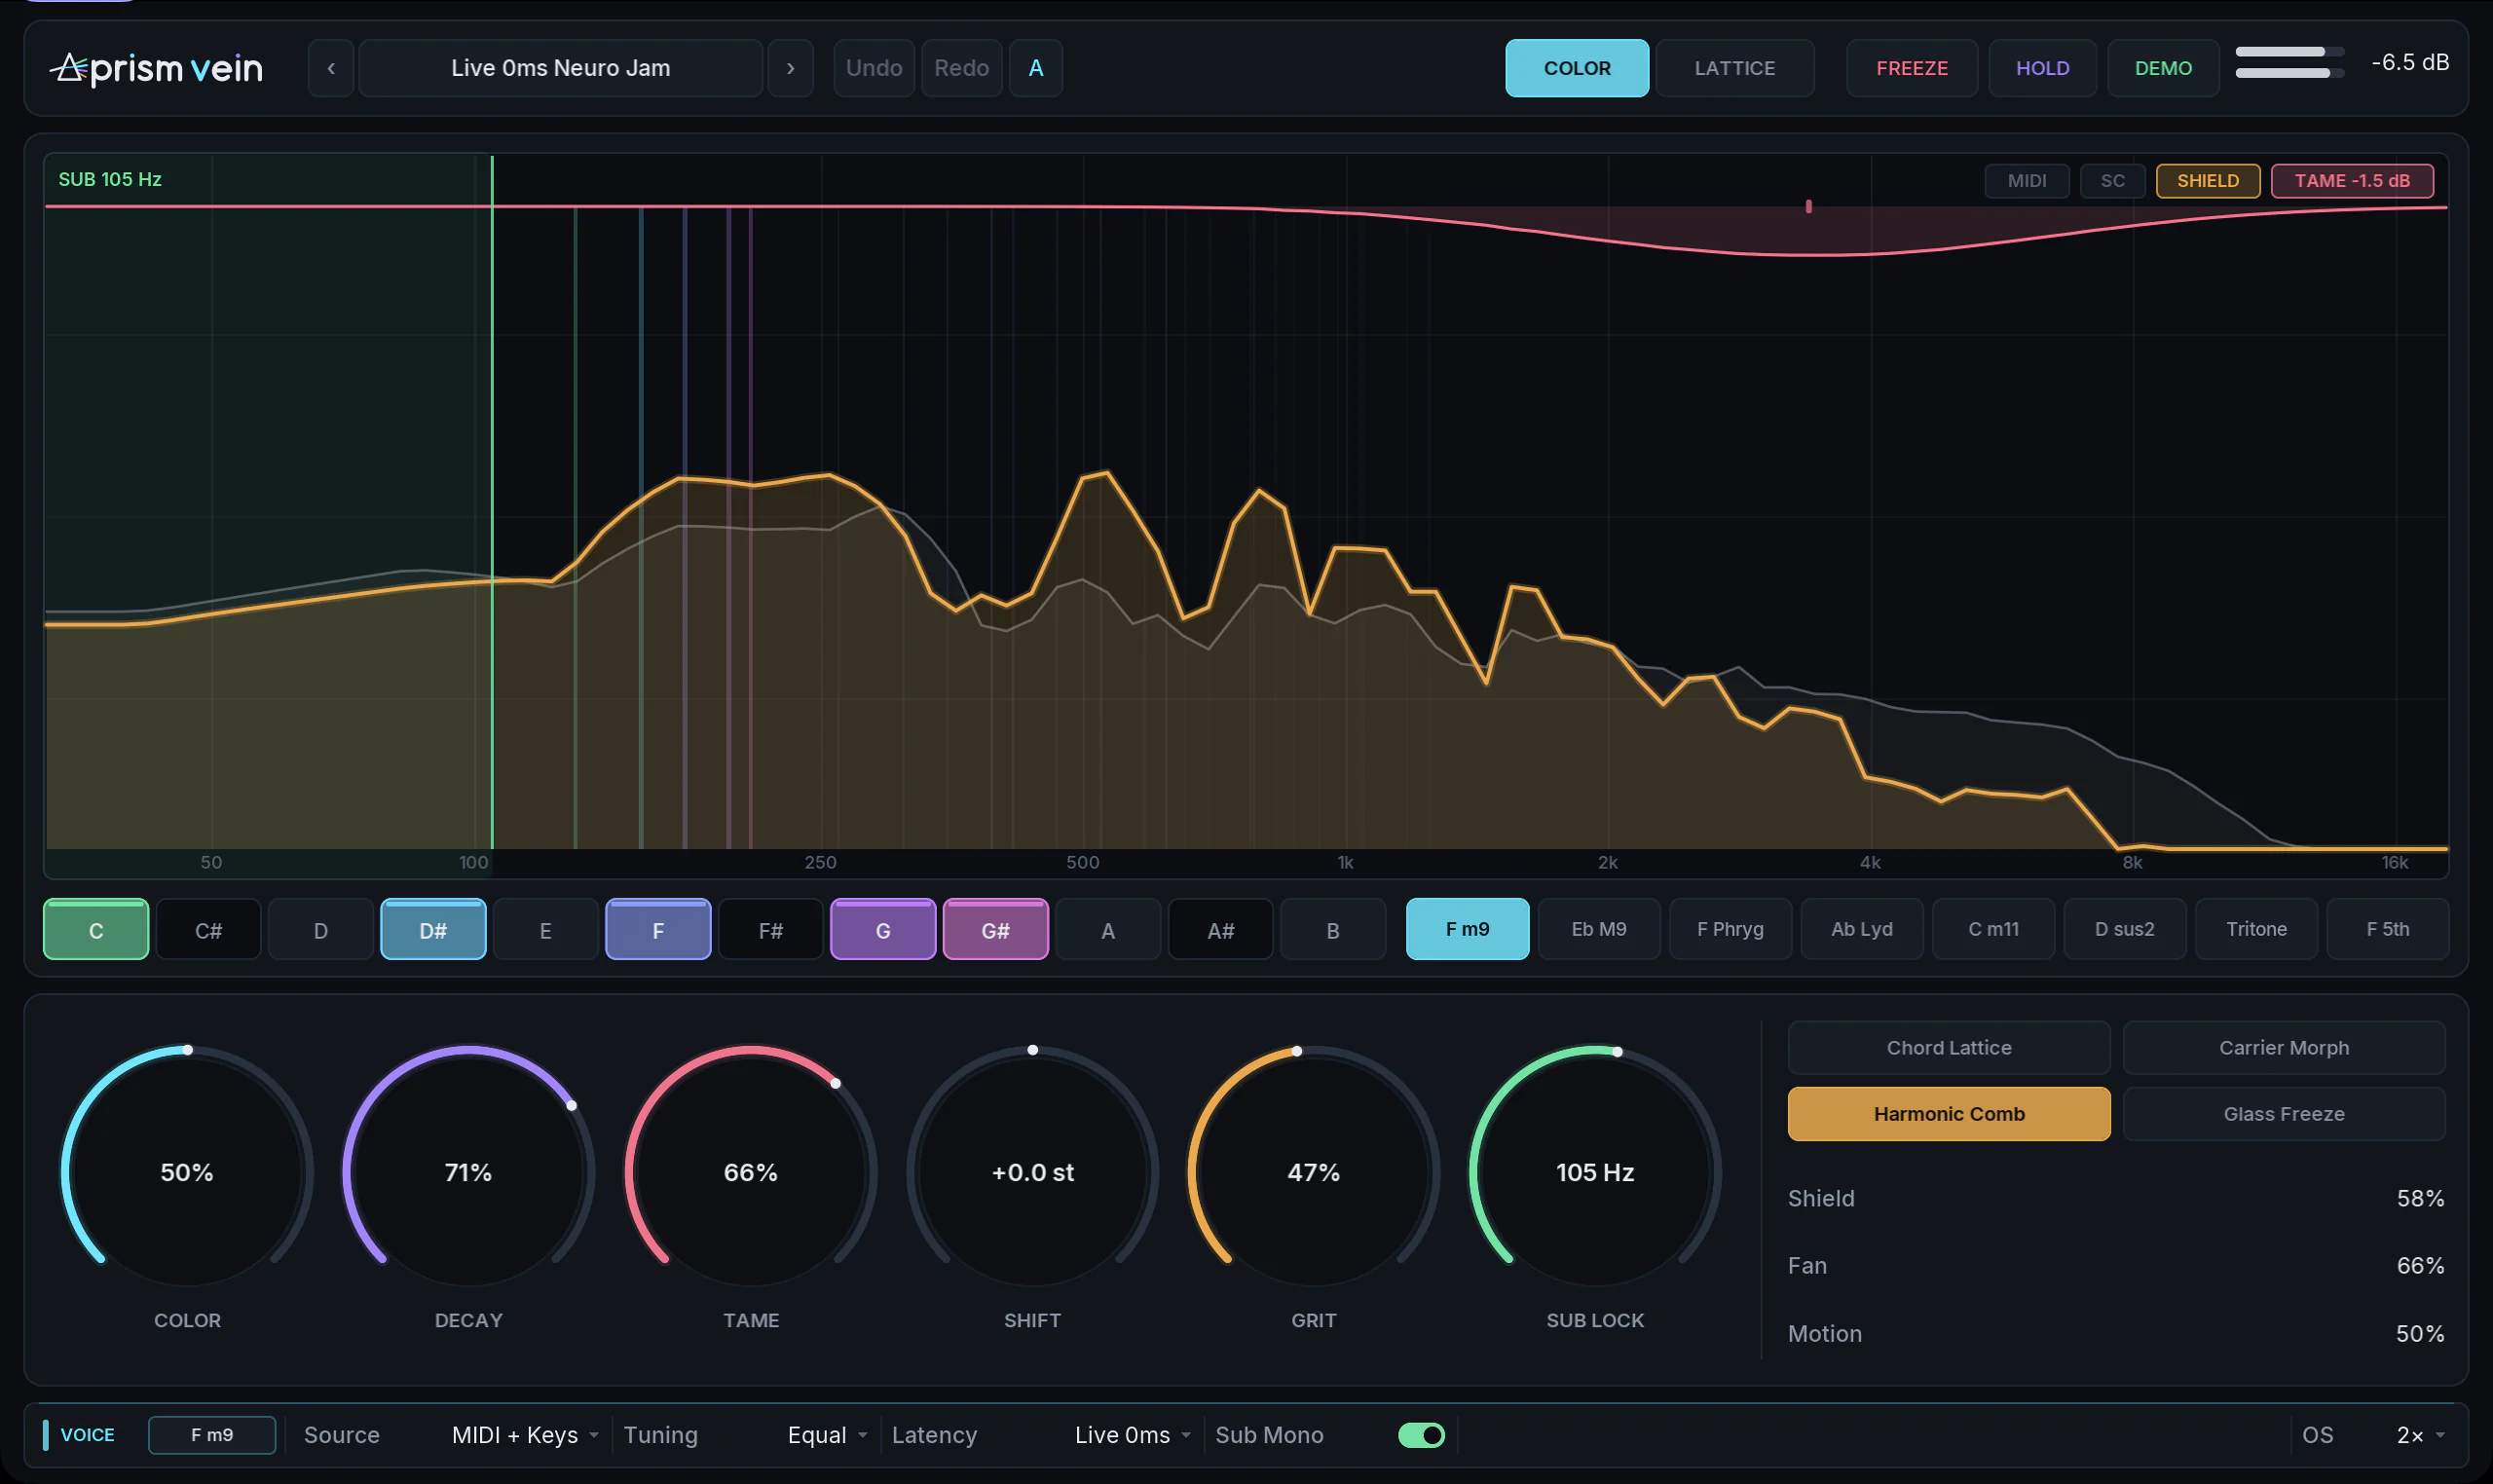 prism vein ‹ Live 0ms Neuro Jam › Undo Redo A COLOR LATTICE FREEZE HOLD DEMO -6.5 dB
SUB 105 Hz MIDI SC SHIELD TAME -1.5 dB
50 100 250 500 1k 2k 4k 8k 16k
C C# D D# E F F# G G# A A# B F m9 Eb M9 F Phryg Ab Lyd C m11 D sus2 Tritone F 5th
Chord Lattice Carrier Morph
Harmonic Comb Glass Freeze
50% 71% 66% +0.0 st 47% 105 Hz
Shield 58%
Fan 66%
COLOR DECAY TAME SHIFT GRIT SUB LOCK
Motion 50%
VOICE F m9 Source MIDI + Keys Tuning Equal Latency Live 0ms Sub Mono OS 2×